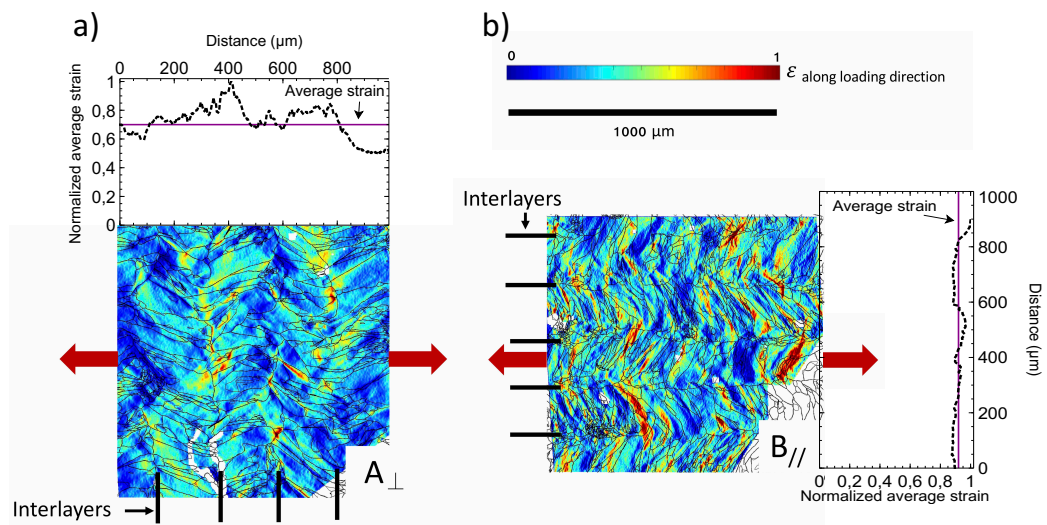 a)
Distance (µm)
0 200 400 600 800
Normalized average strain
1
0,8
0,6
0,4
0,2
0
Average strain
A⊥
Interlayers
b)
0 1
ε along loading direction
1000 µm
Interlayers
Average strain
1000
800
600
400
200
0
Distance (µm)
B//
0 0,2 0,4 0,6 0,8 1
Normalized average strain